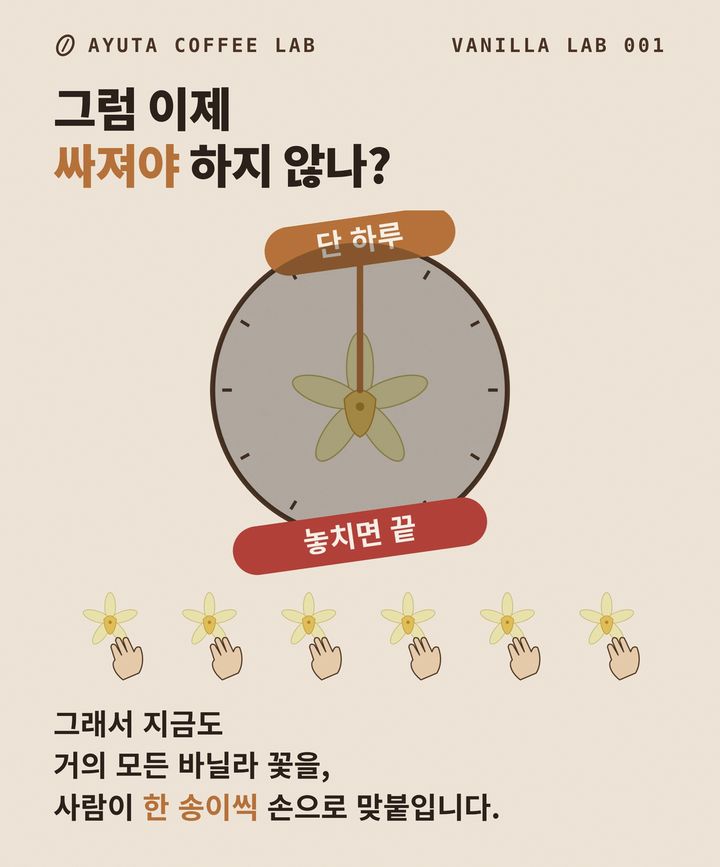 AYUTA COFFEE LAB
VANILLA LAB 001
그럼 이제
싸져야 하지 않나?
단 하루
놓치면 끝
그래서 지금도
거의 모든 바닐라 꽃을,
사람이 한 송이씩 손으로 맞붙입니다.